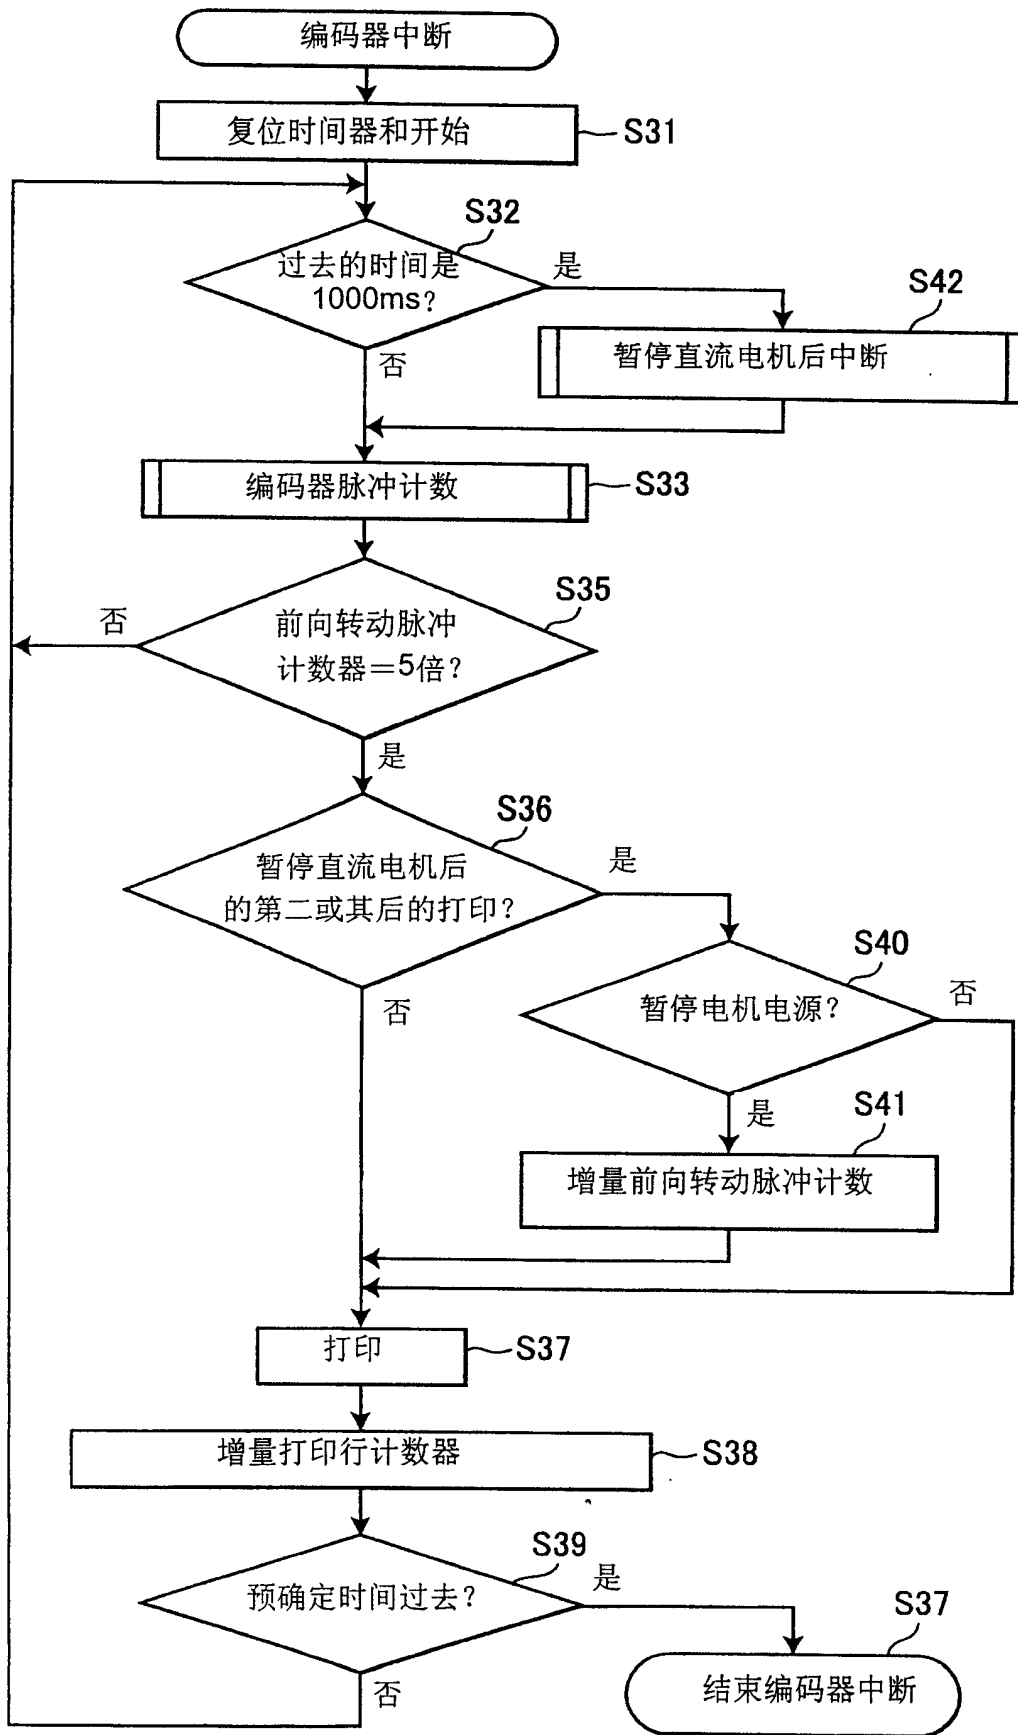 编码器中断
复位时间器和开始
S31
S32
过去的时间是
1000ms?
是
否
S42
暂停直流电机后中断
编码器脉冲计数
S33
S35
前向转动脉冲
计数器=5倍?
否
是
S36
暂停直流电机后
的第二或其后的打印?
是
否
S40
暂停电机电源?
否
是
S41
增量前向转动脉冲计数
打印
S37
增量打印行计数器
S38
S39
预确定时间过去?
是
否
S37
结束编码器中断